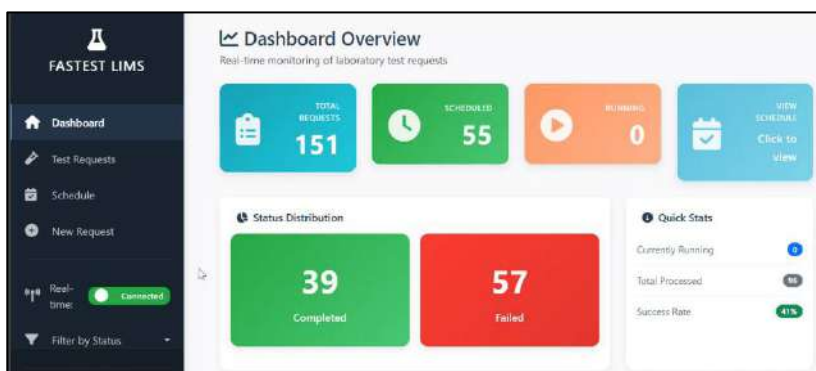 FASTEST LIMS
Dashboard
Test Requests
Schedule
New Request
Real-
time:
Connected
Filter by Status
Dashboard Overview
Real-time monitoring of laboratory test requests
TOTAL
REQUESTS
151
SCHEDULED
55
RUNNING
0
VIEW
SCHEDULE
Click to
view
Status Distribution
39
Completed
57
Failed
Quick Stats
Currently Running
0
Total Processed
96
Success Rate
41%